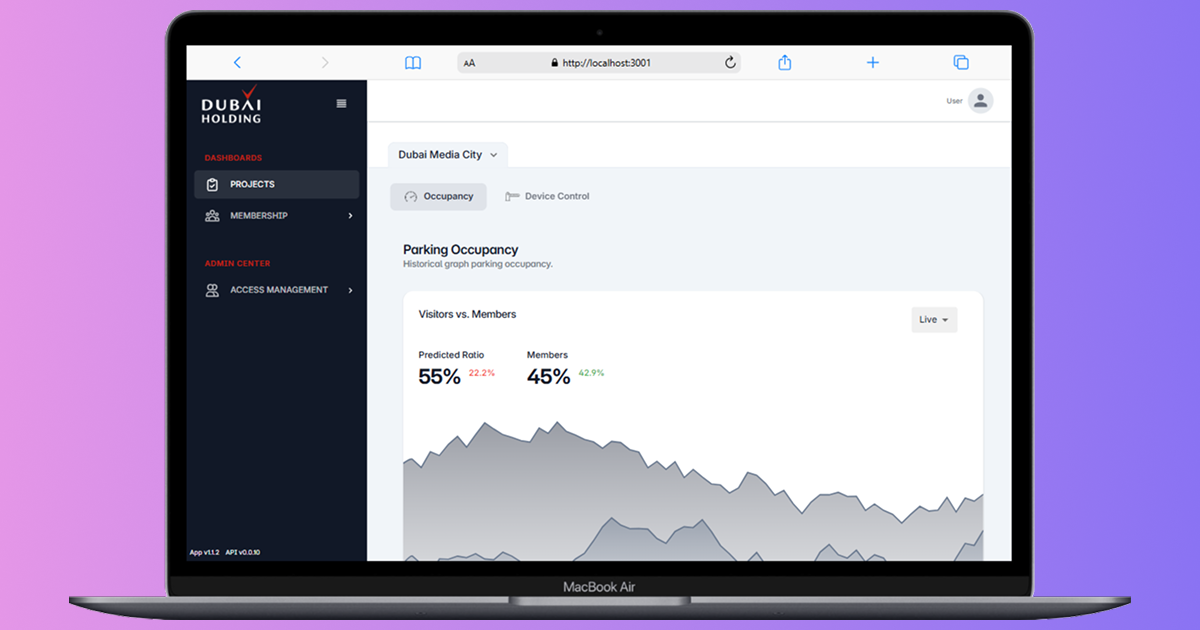 AA
http://localhost:3001
DUBAI
HOLDING
User
DASHBOARDS
PROJECTS
MEMBERSHIP
ADMIN CENTER
ACCESS MANAGEMENT
App v1.1.2 API v0.0.10
Dubai Media City
Occupancy Device Control
Parking Occupancy
Historical graph parking occupancy.
Visitors vs. Members
Live
Predicted Ratio Members
55% 22.2% 45% 42.9%
MacBook Air